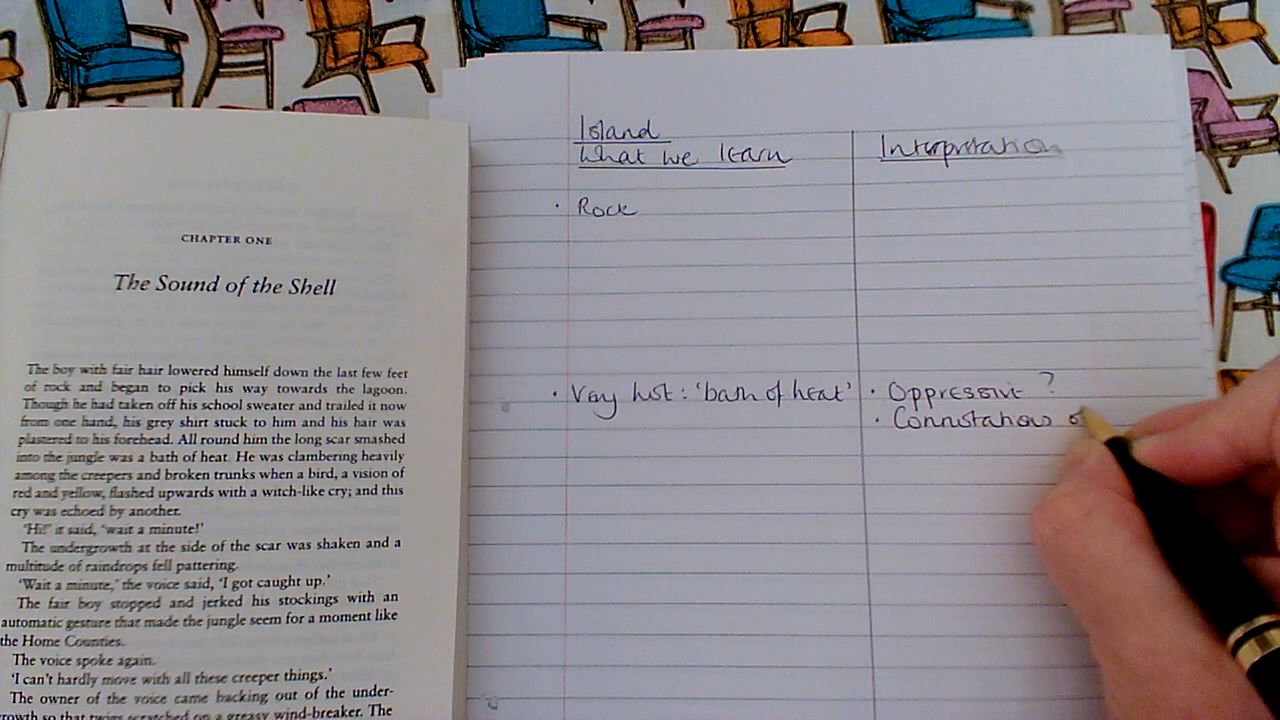 CHAPTER ONE
The Sound of the Shell
The boy with fair hair lowered himself down the last few feet
of rock and began to pick his way towards the lagoon.
Though he had taken off his school sweater and trailed it now
from one hand, his grey shirt stuck to him and his hair was
plastered to his forehead. All round him the long scar smashed
into the jungle was a bath of heat. He was clambering heavily
among the creepers and broken trunks when a bird, a vision of
red and yellow, flashed upwards with a witch-like cry; and this
cry was echoed by another.
'Hi!' it said, 'wait a minute!'
The undergrowth at the side of the scar was shaken and a
multitude of raindrops fell pattering.
'Wait a minute,' the voice said, 'I got caught up.'
The fair boy stopped and jerked his stockings with an
automatic gesture that made the jungle seem for a moment like
the Home Counties.
The voice spoke again.
'I can't hardly move with all these creeper things.'
The owner of the voice came backing out of the under-
growth so that twigs scratched on a greasy wind-breaker. The
Island
What we learn
Interpretation
· Rock
· Very hot: 'bath of heat'
· Oppressive?
· Connotations o